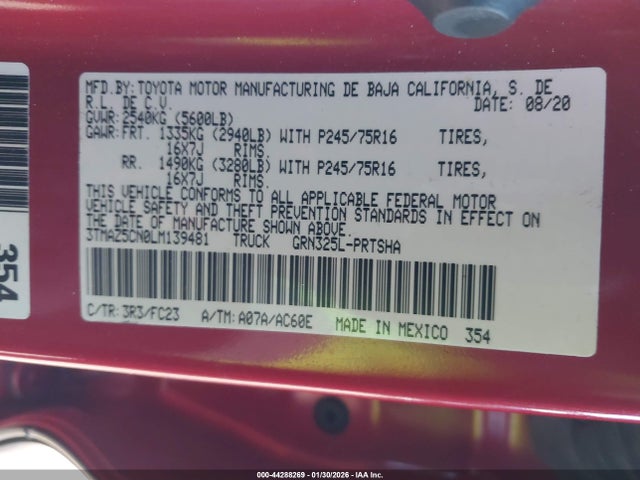 MFD.BY:TOYOTA MOTOR MANUFACTURING DE BAJA CALIFORNIA, S. DE
R.L. DE C.V. DATE: 08/20
GVWR:2540KG (5600LB)
GAWR:FRT. 1335KG (2940LB) WITH P245/75R16 TIRES,
16X7J RIMS.
RR. 1490KG (3280LB) WITH P245/75R16 TIRES,
16X7J RIMS.
THIS VEHICLE CONFORMS TO ALL APPLICABLE FEDERAL MOTOR
VEHICLE SAFETY AND THEFT PREVENTION STANDARDS IN EFFECT ON
THE DATE OF MANUFACTURE SHOWN ABOVE.
3TMAZ5CN0LM139481 TRUCK GRN325L-PRTSHA
C/TR:3R3/FC23 A/TM:A07A/AC60E MADE IN MEXICO 354
354
000-44288269 - 01/30/2026 - IAA Inc.